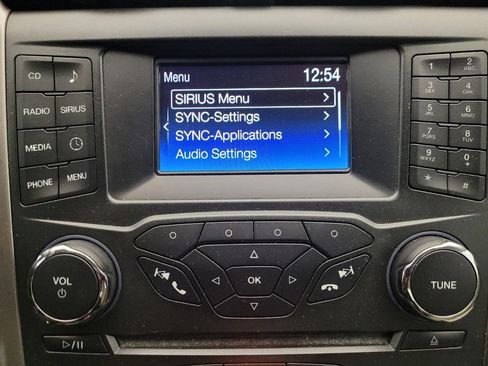 Menu 12:54
SIRIUS Menu
SYNC-Settings
SYNC-Applications
Audio Settings
CD
RADIO SIRIUS
MEDIA
PHONE MENU
1 2 ABC
3 DEF 4 GHI
5 JKL 6 MNO
7 PQRS 8 TUV
9 WXYZ 0
* #
VOL
OK
TUNE